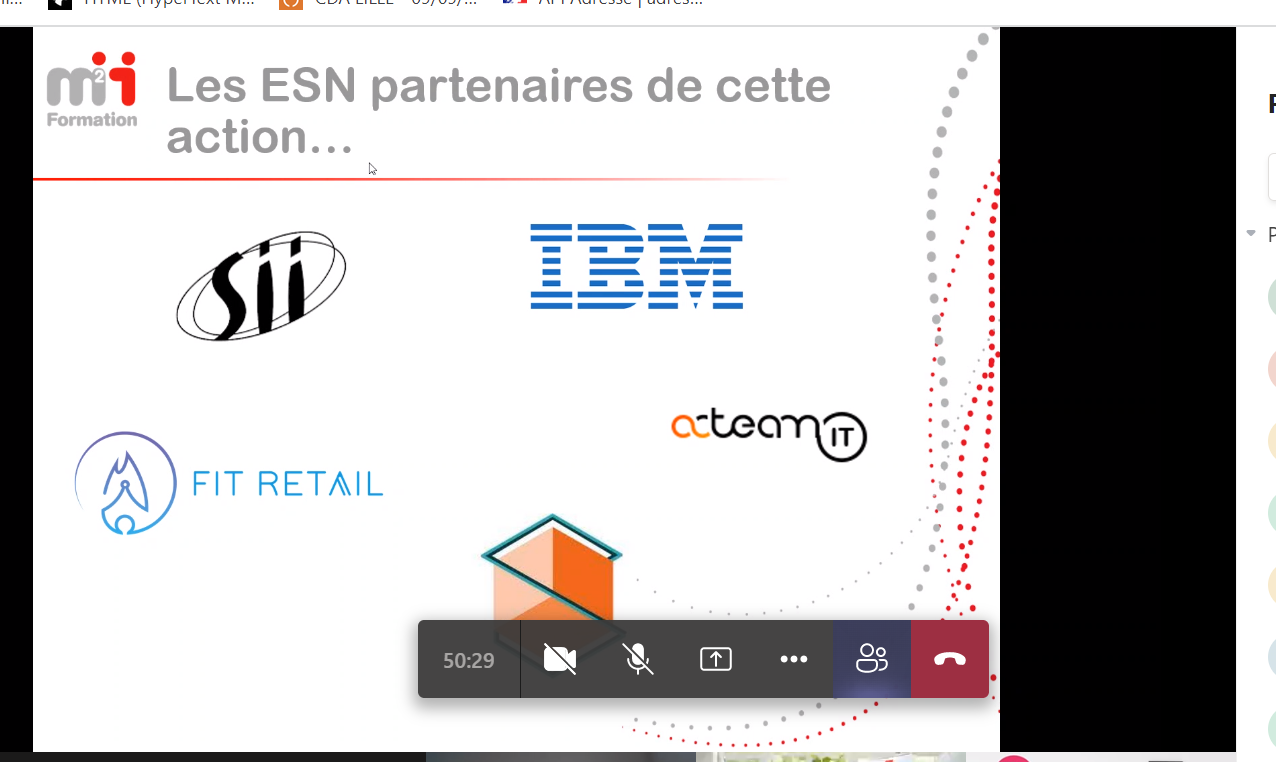 HTML (HyperText M...
CDA LILLE - 09/09/...
API Adresse | adres...
m2i
Formation
Les ESN partenaires de cette
action...
sii
IBM
acteam IT
FIT RETAIL
50:29